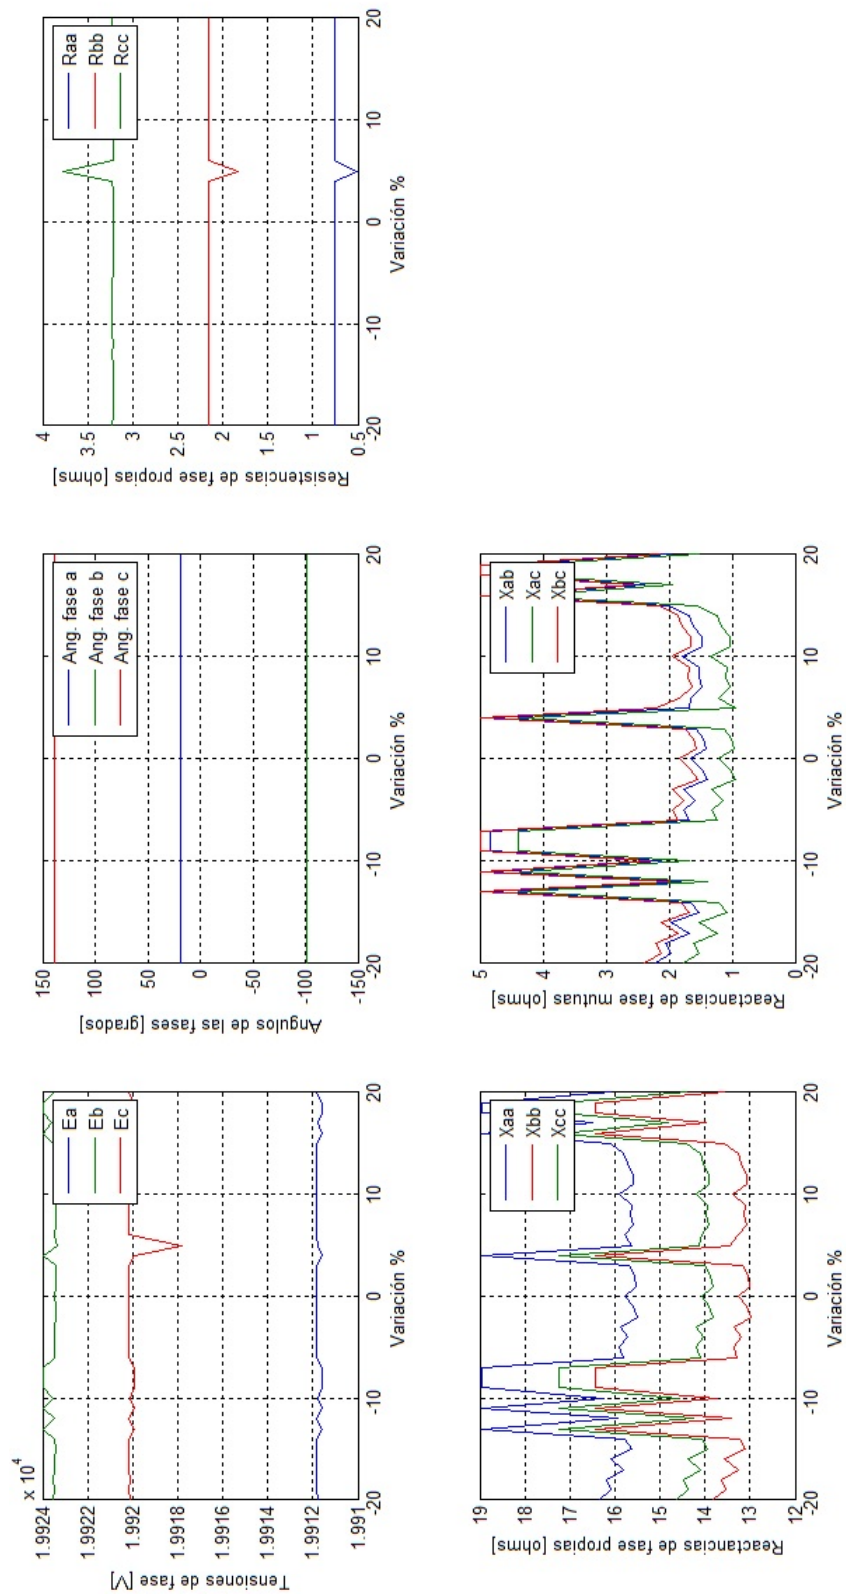 x 10^4
1.9924
1.9922
1.992
1.9918
1.9916
1.9914
1.9912
1.991
-20
-10
0
10
20
Tensiones de fase [V]
Variación %
Ea
Eb
Ec
150
100
50
0
-50
-100
-150
-20
-10
0
10
20
Angulos de las fases [grados]
Variación %
Ang. fase a
Ang. fase b
Ang. fase c
4
3.5
3
2.5
2
1.5
1
0.5
-20
-10
0
10
20
Resistencias de fase propias [ohms]
Variación %
Raa
Rbb
Rcc
19
18
17
16
15
14
13
12
-20
-10
0
10
20
Reactancias de fase propias [ohms]
Variación %
Xaa
Xbb
Xcc
5
4
3
2
1
0
-20
-10
0
10
20
Reactancias de fase mutuas [ohms]
Variación %
Xab
Xac
Xbc